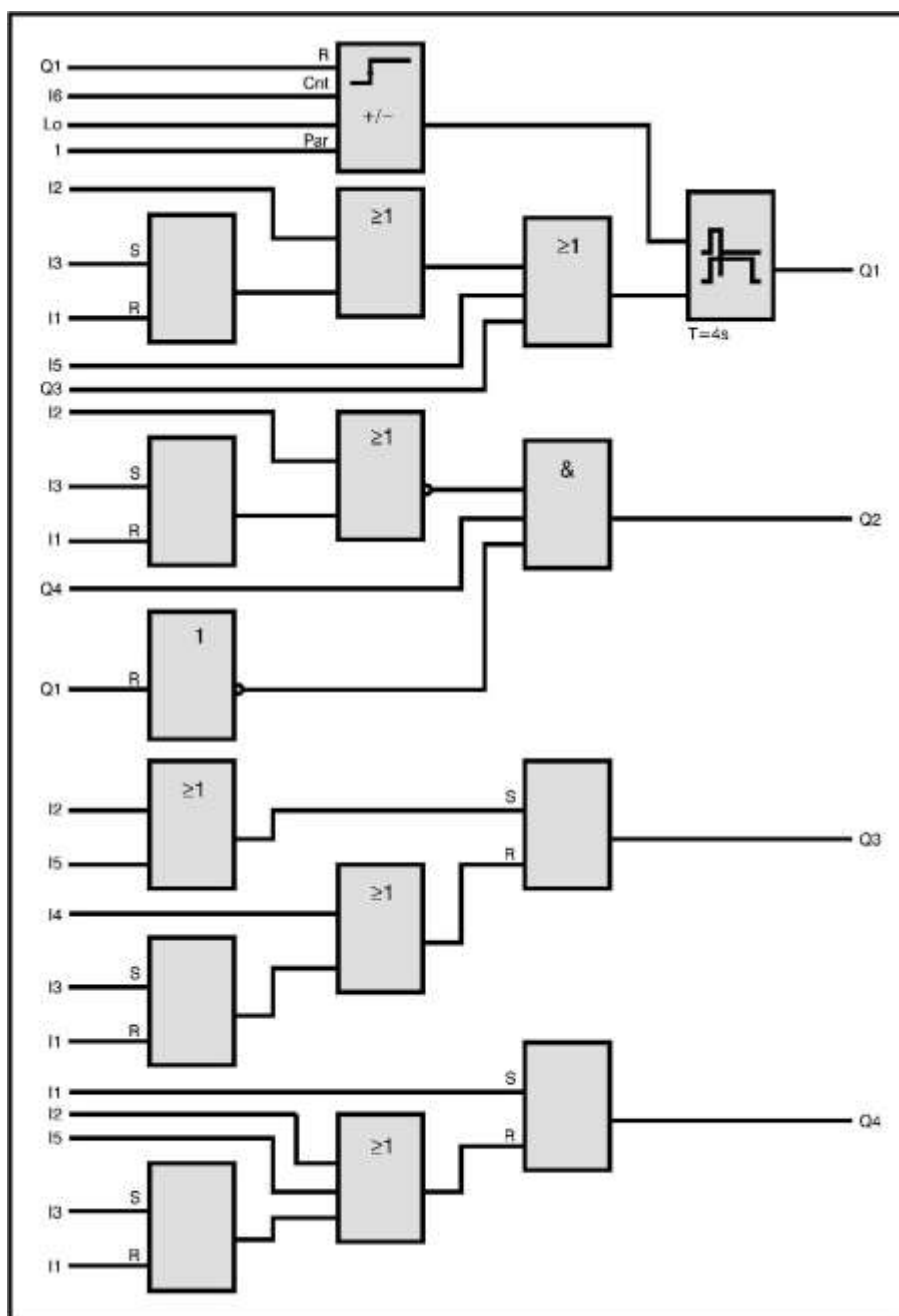 Q1 R
I6 Cnt
Lo +/−
1 Par
I2
≥1
I3 S
≥1
I1 R
Q1
T=4s
I5
Q3
I2
≥1
I3 S
&
I1 R
Q2
Q4
1
Q1 R
≥1
I2 S
Q3
I5 R
≥1
I4
I3 S
I1 R
I1 S
I2
I5 R
≥1
Q4
I3 S
I1 R